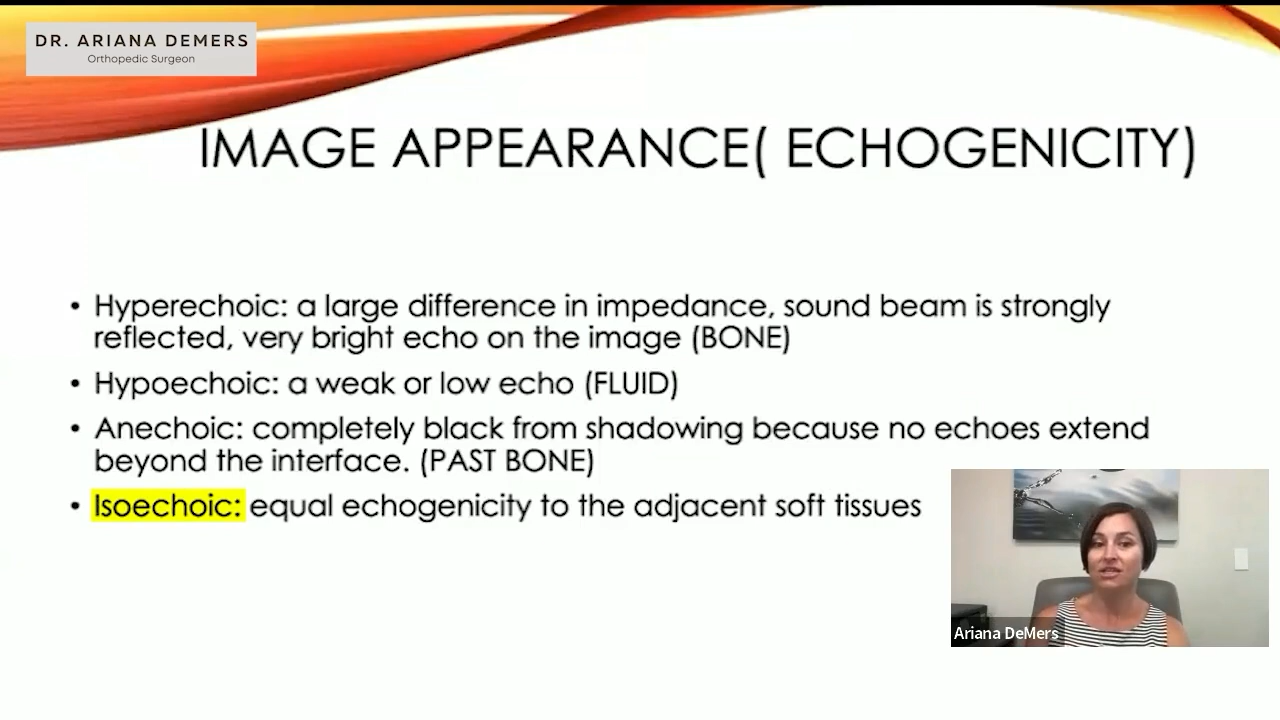 DR. ARIANA DEMERS
Orthopedic Surgeon
IMAGE APPEARANCE( ECHOGENICITY)
• Hyperechoic: a large difference in impedance, sound beam is strongly
reflected, very bright echo on the image (BONE)
• Hypoechoic: a weak or low echo (FLUID)
• Anechoic: completely black from shadowing because no echoes extend
beyond the interface. (PAST BONE)
• Isoechoic: equal echogenicity to the adjacent soft tissues
Ariana DeMers